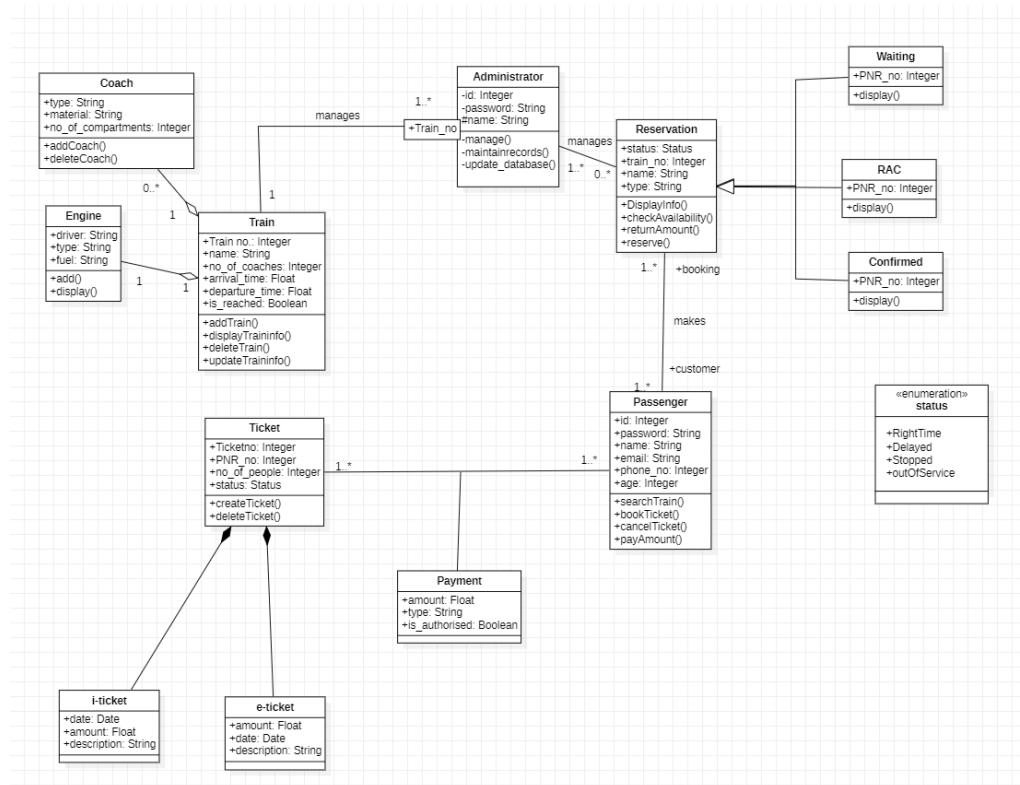 Coach
+type: String
+material: String
+no_of_compartments: Integer
+addCoach()
+deleteCoach()
0..*
1
Engine
+driver: String
+type: String
+fuel: String
+add()
+display()
1
1
Train
+Train no.: Integer
+name: String
+no_of_coaches: Integer
+arrival_time: Float
+departure_time: Float
+is_reached: Boolean
+addTrain()
+displayTraininfo()
+deleteTrain()
+updateTraininfo()
1
manages
1..*
+Train_no
Administrator
-id: Integer
-password: String
#name: String
-manage()
-maintainrecords()
-update_database()
manages
1..*
0..*
Reservation
+status: Status
+train_no: Integer
+name: String
+type: String
+DisplayInfo()
+checkAvailability()
+returnAmount()
+reserve()
Waiting
+PNR_no: Integer
+display()
RAC
+PNR_no: Integer
+display()
Confirmed
+PNR_no: Integer
+display()
1..*
+booking
makes
+customer
1..*
Passenger
+id: Integer
+password: String
+name: String
+email: String
+phone_no: Integer
+age: Integer
+searchTrain()
+bookTicket()
+cancelTicket()
+payAmount()
«enumeration»
status
+RightTime
+Delayed
+Stopped
+outOfService
Ticket
+Ticketno: Integer
+PNR_no: Integer
+no_of_people: Integer
+status: Status
+createTicket()
+deleteTicket()
1..*
1..*
Payment
+amount: Float
+type: String
+is_authorised: Boolean
i-ticket
+date: Date
+amount: Float
+description: String
e-ticket
+amount: Float
+date: Date
+description: String